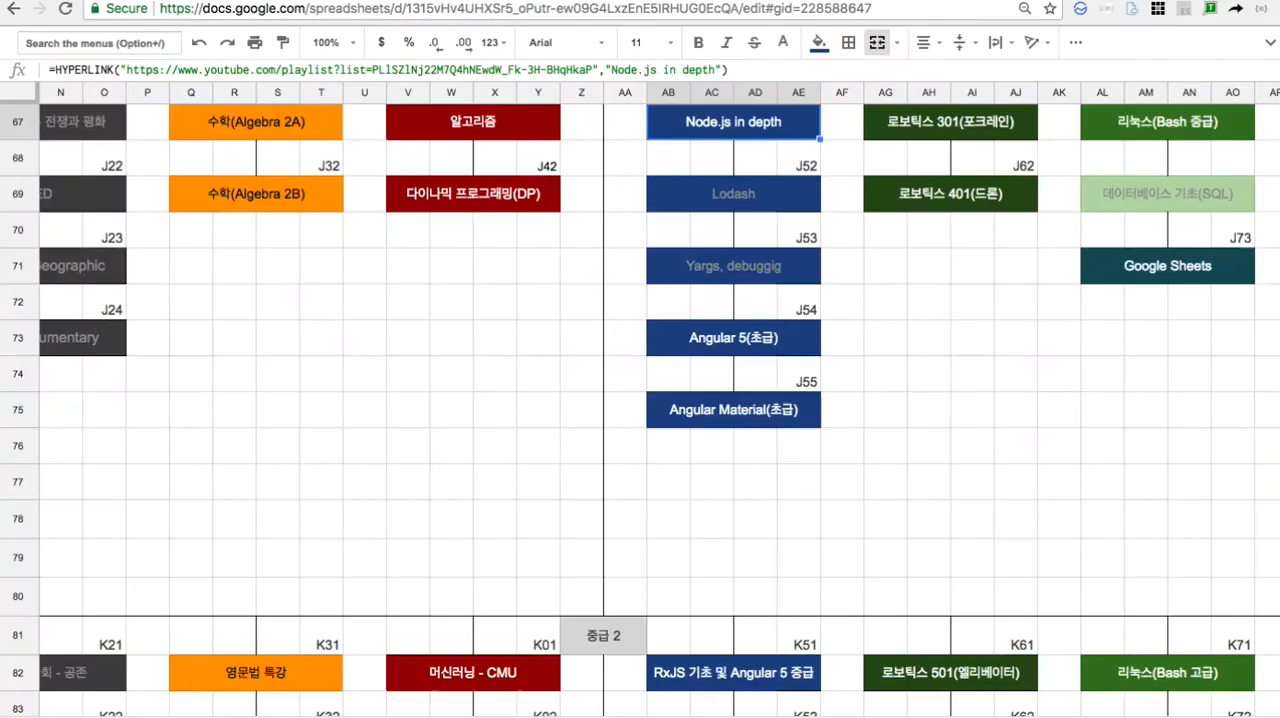 Secure https://docs.google.com/spreadsheets/d/1315vHv4UHXSr5_oPutr-ew09G4LxzEnE5IRHUG0EcQA/edit#gid=228588647
Search the menus (Option+/) 100% $ % .0 .00 123 Arial 11 B I S A
fx =HYPERLINK("https://www.youtube.com/playlist?list=PLlSZlNj22M7Q4hNEwdW_Fk-3H-BHqHkaP","Node.js in depth")
N O P Q R S T U V W X Y Z AA AB AC AD AE AF AG AH AI AJ AK AL AM AN AO AP
67 전쟁과 평화 수학(Algebra 2A) 알고리즘 Node.js in depth 로보틱스 301(포크레인) 리눅스(Bash 중급)
68 J22 J32 J42 J52 J62
69 ED 수학(Algebra 2B) 다이나믹 프로그래밍(DP) Lodash 로보틱스 401(드론) 데이터베이스 기초(SQL)
70 J23 J53 J73
71 Geographic Yargs, debuggig Google Sheets
72 J24 J54
73 umentary Angular 5(초급)
74 J55
75 Angular Material(초급)
76
77
78
79
80
81 K21 K31 K01 중급 2 K51 K61 K71
82 회 - 공존 영문법 특강 머신러닝 - CMU RxJS 기초 및 Angular 5 중급 로보틱스 501(엘리베이터) 리눅스(Bash 고급)
83